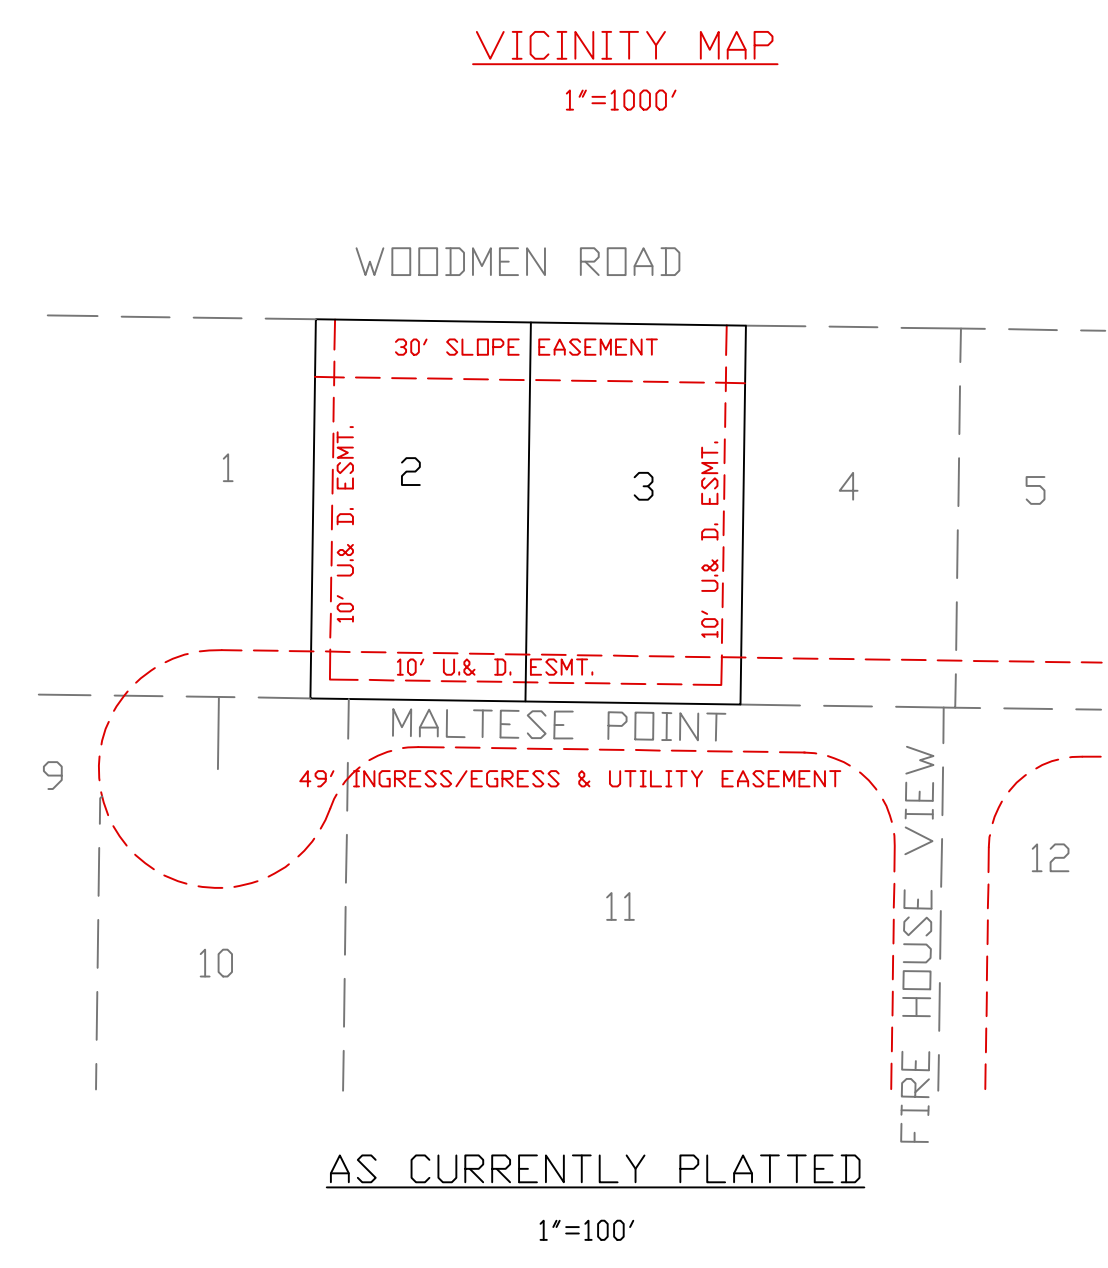 VICINITY MAP
1"=1000'
WOODMEN ROAD
30' SLOPE EASEMENT
1
2
3
4
5
10' U.& D. ESMT.
10' U.& D. ESMT.
10' U.& D. ESMT.
MALTESE POINT
49' INGRESS/EGRESS & UTILITY EASEMENT
9
FIRE HOUSE VIEW
12
11
10
AS CURRENTLY PLATTED
1"=100'